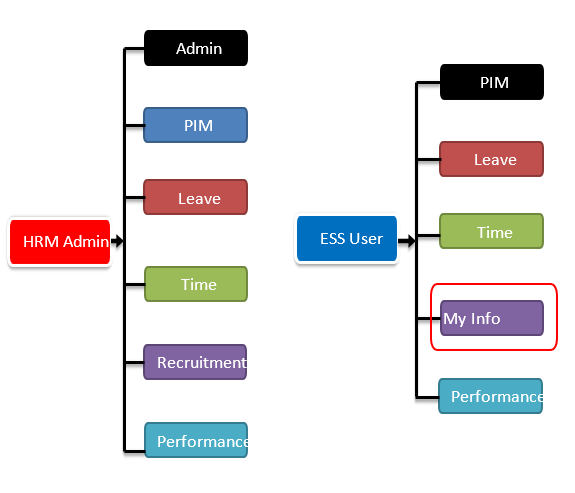 Admin
PIM
Leave
HRM Admin
Time
Recruitment
Performance
PIM
Leave
Time
ESS User
My Info
Performance